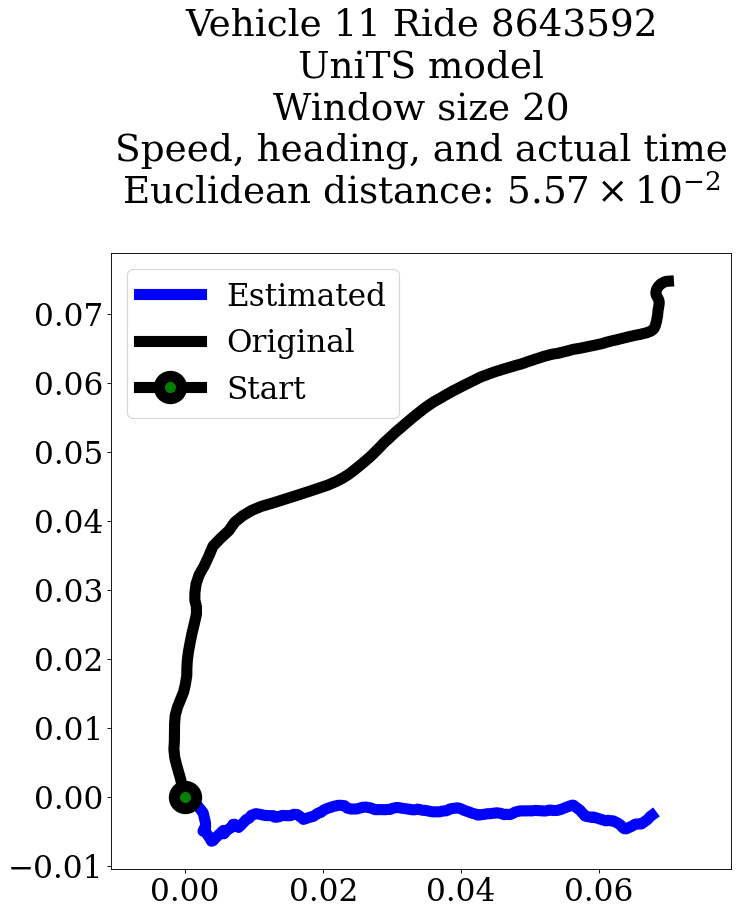 Vehicle 11 Ride 8643592
UniTS model
Window size 20
Speed, heading, and actual time
Euclidean distance: 5.57 × 10⁻²
Estimated
Original
Start
0.07
0.06
0.05
0.04
0.03
0.02
0.01
0.00
−0.01
0.00 0.02 0.04 0.06